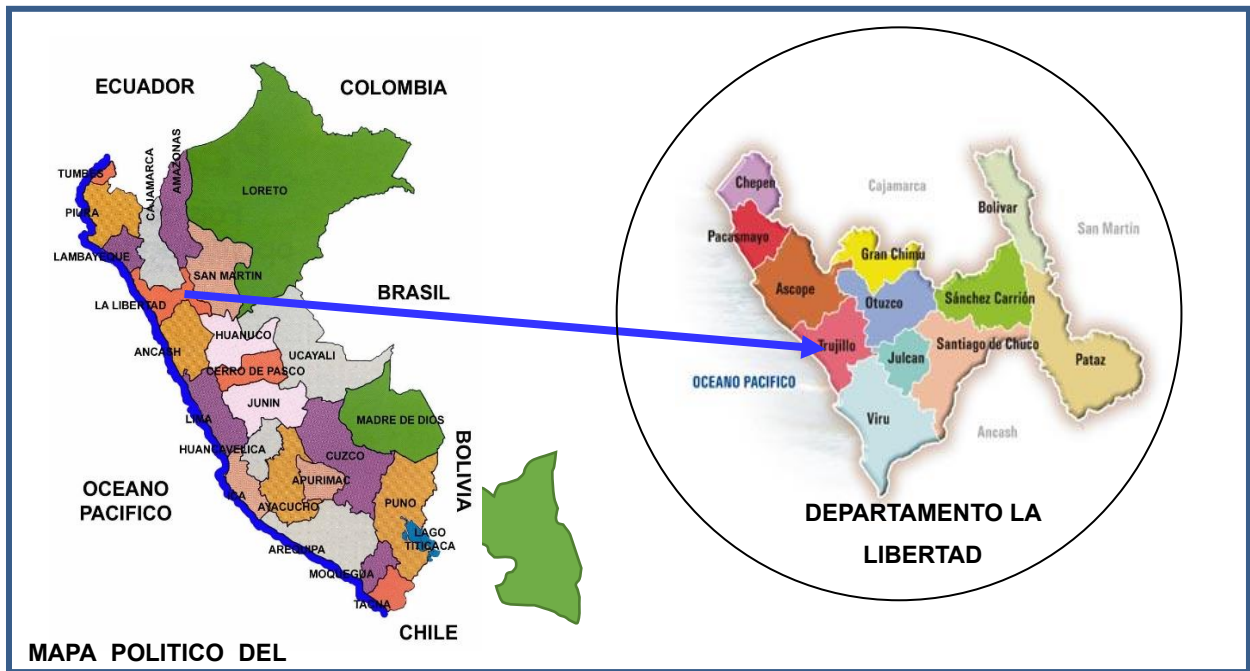 ECUADOR
COLOMBIA
TUMBES
CAJAMARCA
AMAZONAS
LORETO
PIURA
LAMBAYEQUE
SAN MARTIN
LA LIBERTAD
BRASIL
HUANUCO
ANCASH
UCAYALI
CERRO DE PASCO
JUNIN
LIMA
MADRE DE DIOS
HUANCAVELICA
CUZCO
BOLIVIA
APURIMAC
OCEANO
PACIFICO
ICA
AYACUCHO
PUNO
LAGO
TITICACA
AREQUIPA
MOQUEGUA
TACNA
CHILE
MAPA POLITICO DEL
Chepen
Cajamarca
Bolivar
San Martin
Pacasmayo
Gran Chimu
Ascope
Otuzco
Sánchez Carrión
Trujillo
Julcan
Santiago de Chuco
Pataz
OCEANO PACIFICO
Viru
Ancash
DEPARTAMENTO LA
LIBERTAD